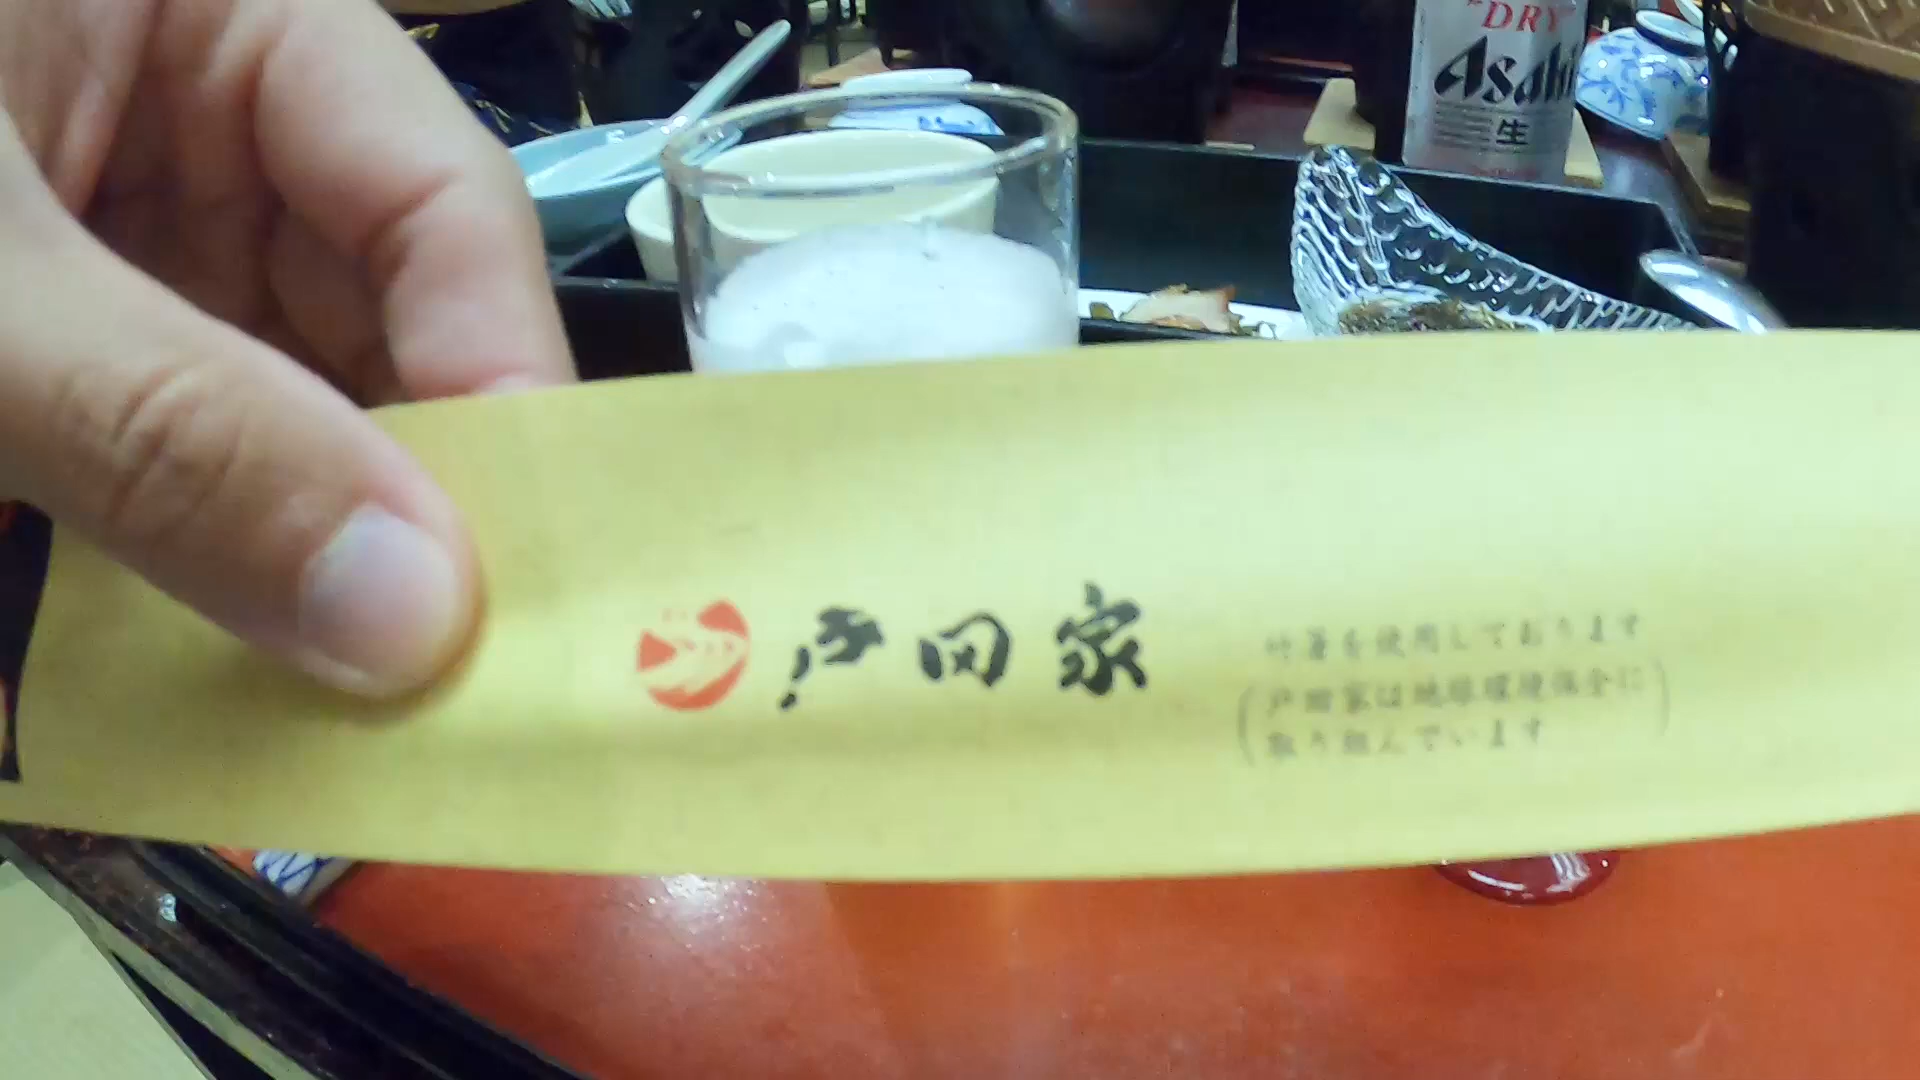 "DRY"
Asahi
生
戸田家
竹箸を使用しております
(戸田家は地球環境保全に
取り組んでいます)